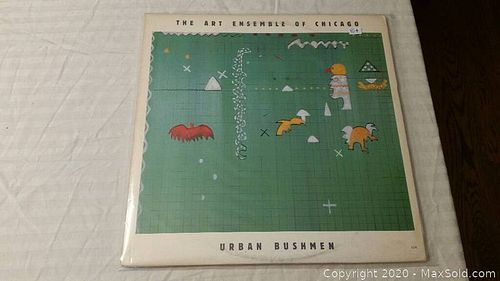 THE ART ENSEMBLE OF CHICAGO
URBAN BUSHMEN
Copyright © 2020 - MaxSold.com